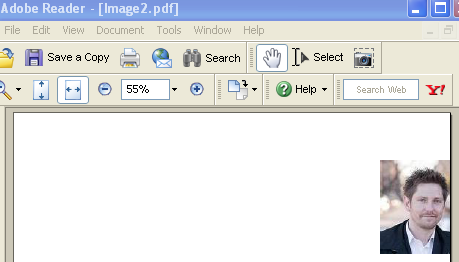 Adobe Reader - [Image2.pdf]
File Edit View Document Tools Window Help
Save a Copy Search Select
55% Help Search Web Y!